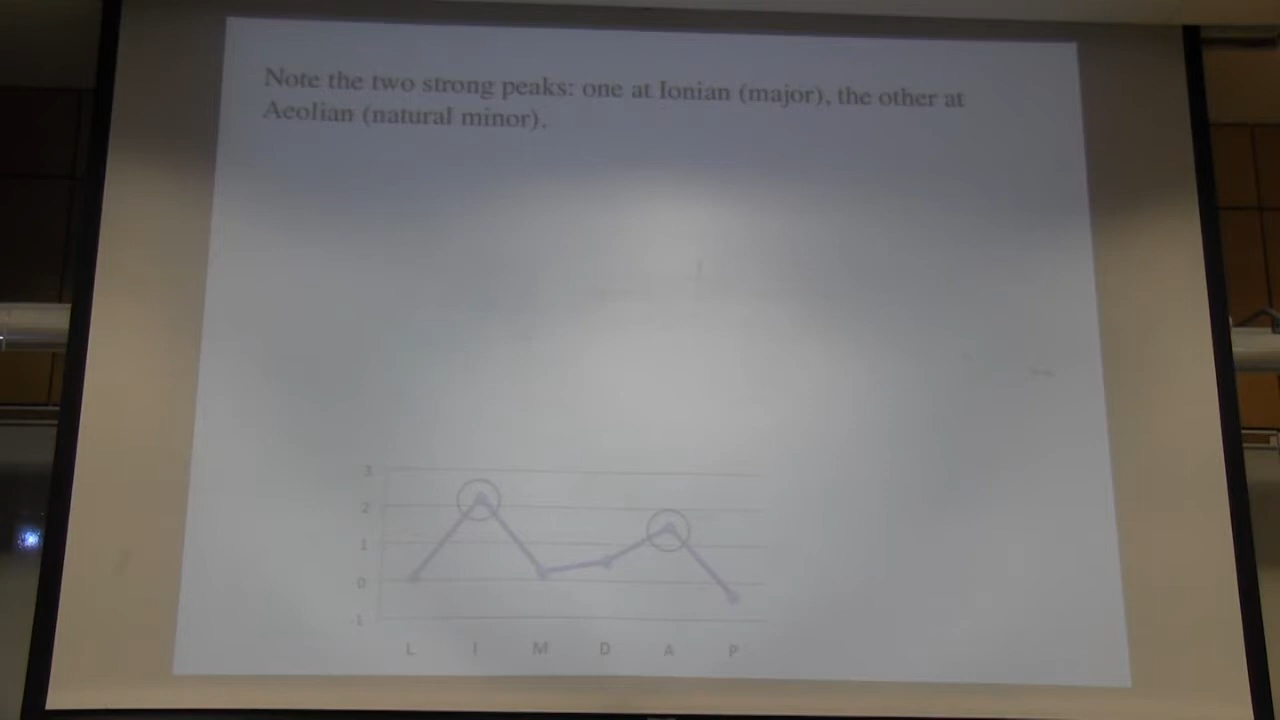 Note the two strong peaks: one at Ionian (major), the other at
Aeolian (natural minor).
3
2
1
0
-1
L I M D A P